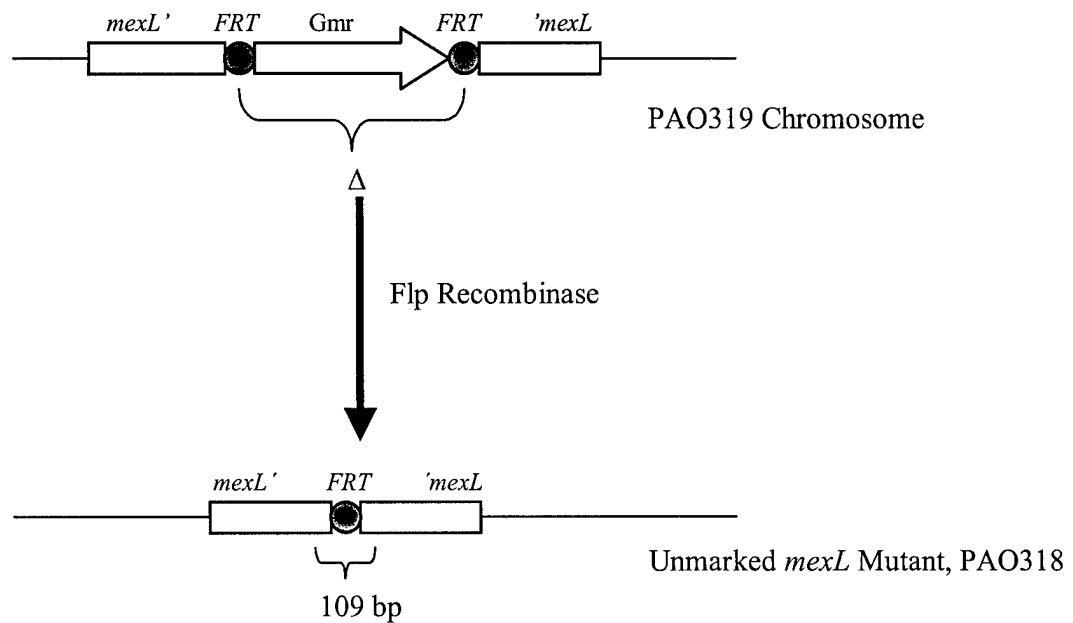 mexL' FRT Gmr FRT 'mexL
PAO319 Chromosome
Δ
Flp Recombinase
mexL´ FRT ´mexL
Unmarked mexL Mutant, PAO318
109 bp